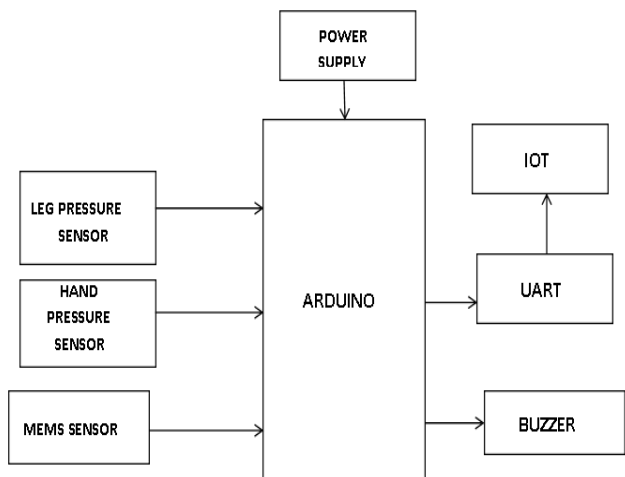 POWER
SUPPLY
IOT
LEG PRESSURE
SENSOR
HAND
PRESSURE
SENSOR
ARDUINO
UART
MEMS SENSOR
BUZZER